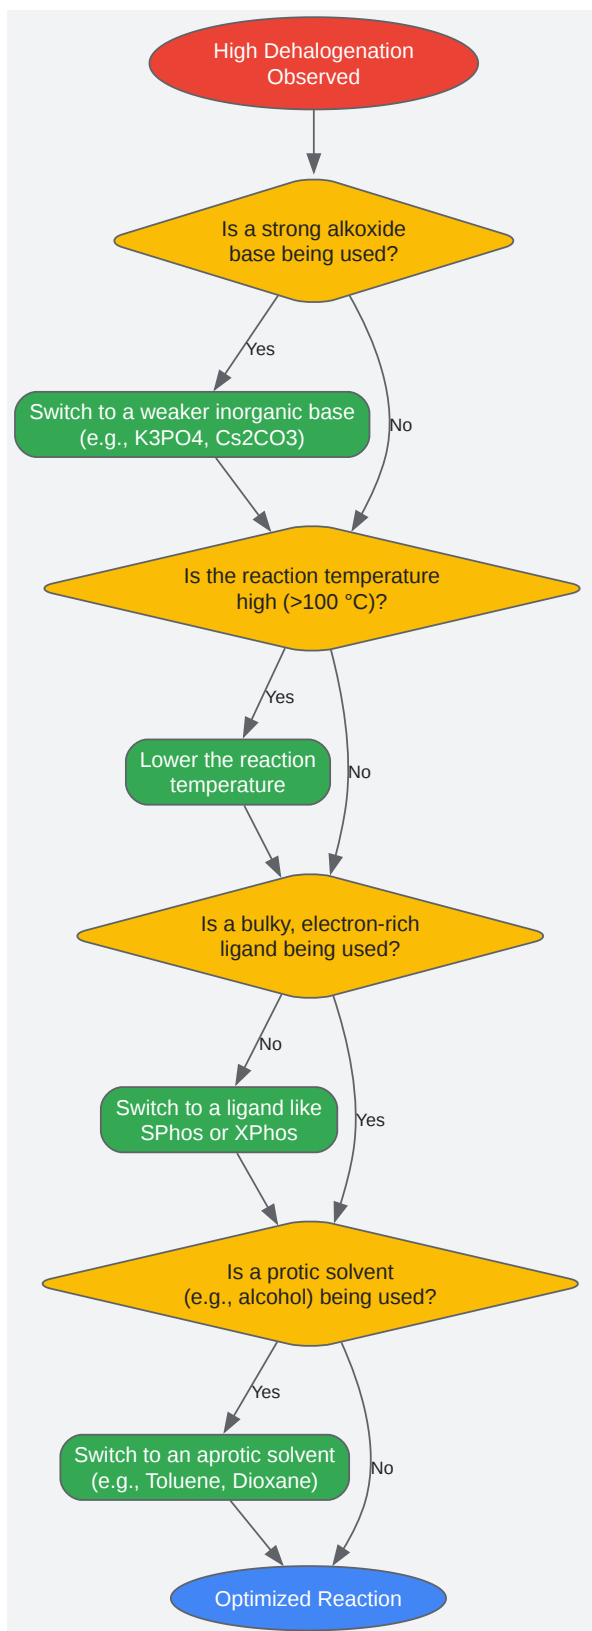 High Dehalogenation
Observed
Is a strong alkoxide
base being used?
Yes
Switch to a weaker inorganic base
(e.g., K3PO4, Cs2CO3)
No
Is the reaction temperature
high (>100 °C)?
Yes
Lower the reaction
temperature
No
Is a bulky, electron-rich
ligand being used?
No
Switch to a ligand like
SPhos or XPhos
Yes
Is a protic solvent
(e.g., alcohol) being used?
Yes
Switch to an aprotic solvent
(e.g., Toluene, Dioxane)
No
Optimized Reaction